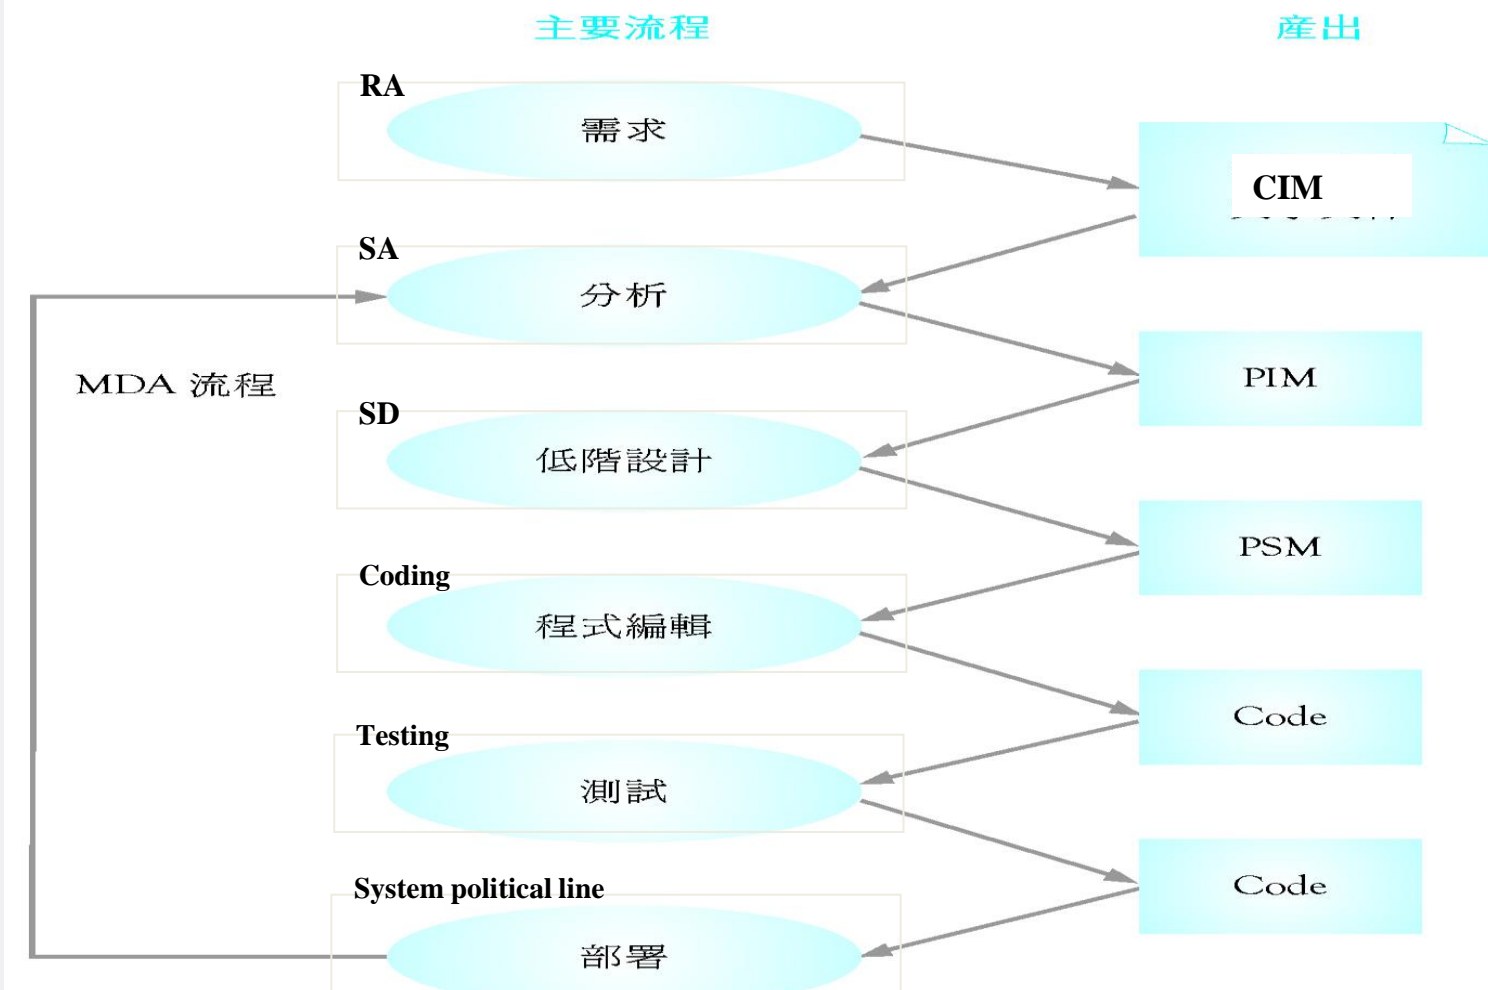 主要流程
産出
RA
需求
CIM
SA
分析
MDA 流程
PIM
SD
低階設計
PSM
Coding
程式編輯
Code
Testing
測試
Code
System political line
部署